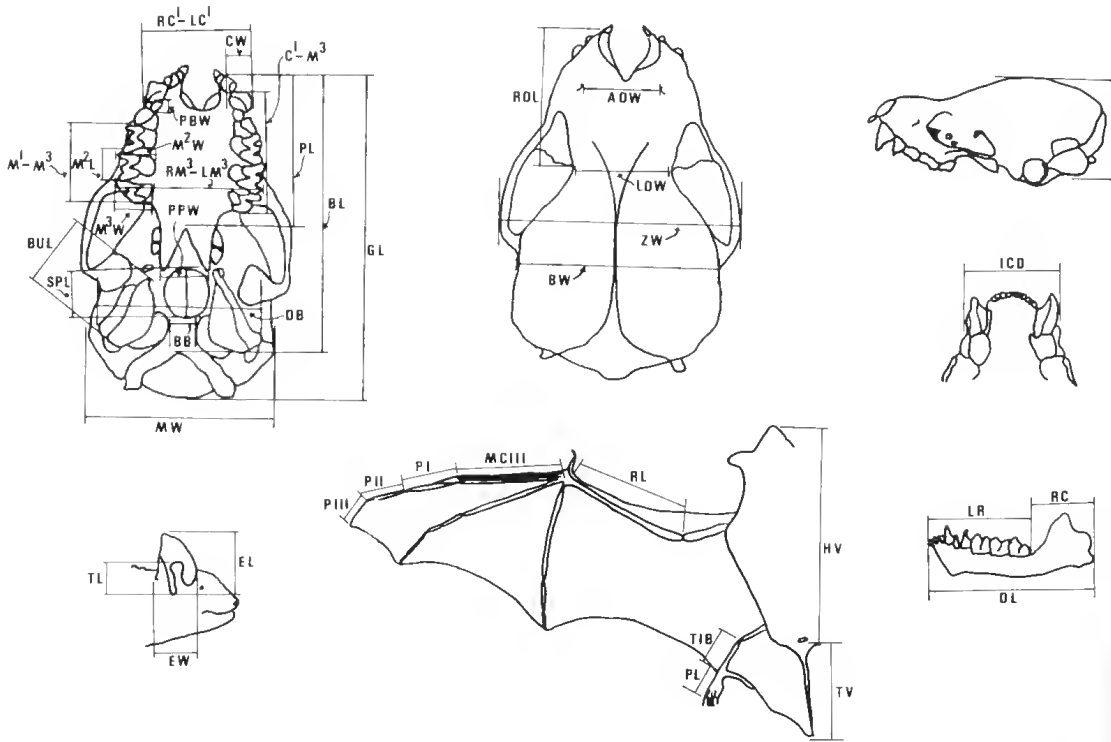 RC¹-LC¹
CW
C¹-M³
PBW
M²W
M¹-M³
M²L
RM³-LM³
PL
PPW
M³W
BL
BUL
GL
SPL
OB
BB
MW
ROL
AOW
LOW
ZW
BW
ICD
PIII
PII
PI
MCIII
RL
HV
TIB
PL
TV
TL
EL
EW
LR
RC
DL